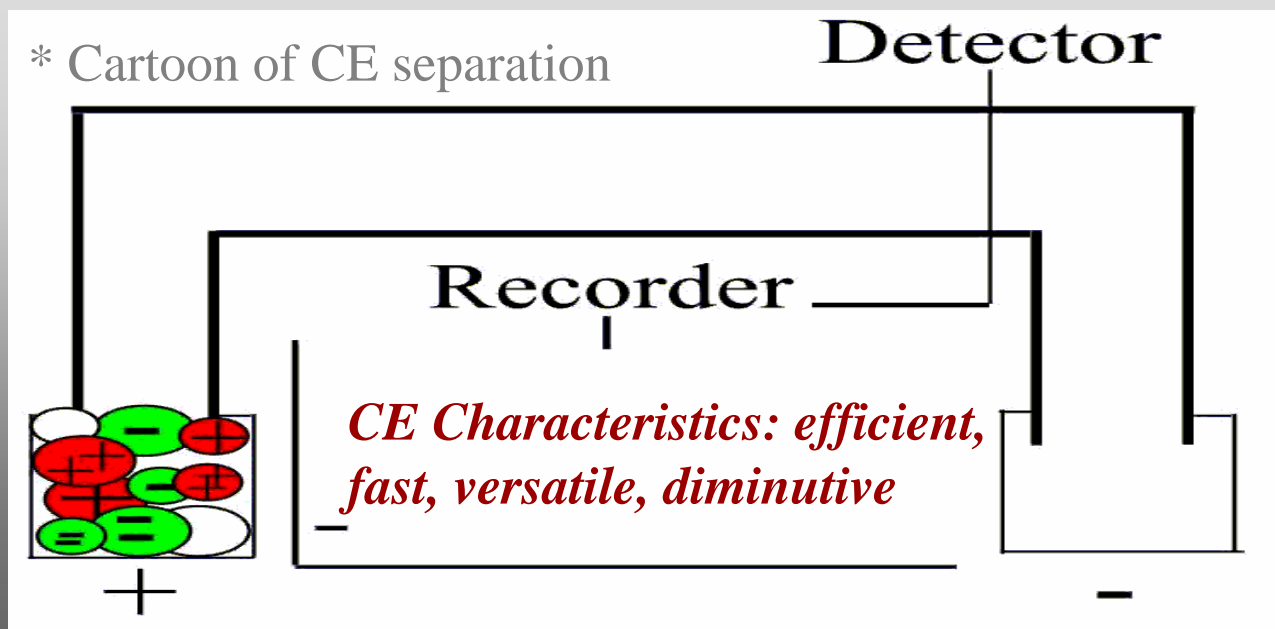 * Cartoon of CE separation
Detector
Recorder
CE Characteristics: efficient,
fast, versatile, diminutive
+
-